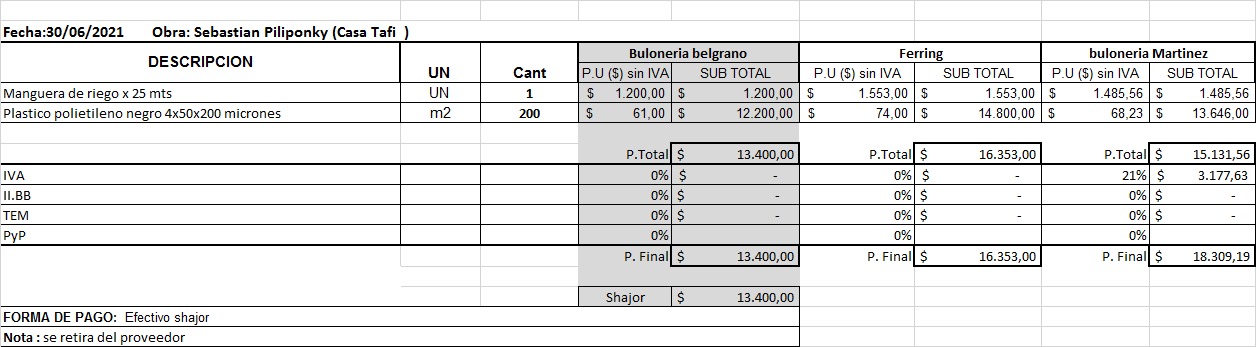 Fecha:30/06/2021 Obra: Sebastian Piliponky (Casa Tafi )
DESCRIPCION UN Cant Buloneria belgrano Ferring buloneria Martinez
P.U ($) sin IVA SUB TOTAL P.U ($) sin IVA SUB TOTAL P.U ($) sin IVA SUB TOTAL
Manguera de riego x 25 mts UN 1 $ 1.200,00 $ 1.200,00 $ 1.553,00 $ 1.553,00 $ 1.485,56 $ 1.485,56
Plastico polietileno negro 4x50x200 micrones m2 200 $ 61,00 $ 12.200,00 $ 74,00 $ 14.800,00 $ 68,23 $ 13.646,00
P.Total $ 13.400,00 P.Total $ 16.353,00 P.Total $ 15.131,56
IVA 0% $ - 0% $ - 21% $ 3.177,63
II.BB 0% $ - 0% $ - 0% $ -
TEM 0% $ - 0% $ - 0% $ -
PyP 0% 0% 0%
P. Final $ 13.400,00 P. Final $ 16.353,00 P. Final $ 18.309,19
Shajor $ 13.400,00
FORMA DE PAGO: Efectivo shajor
Nota : se retira del proveedor